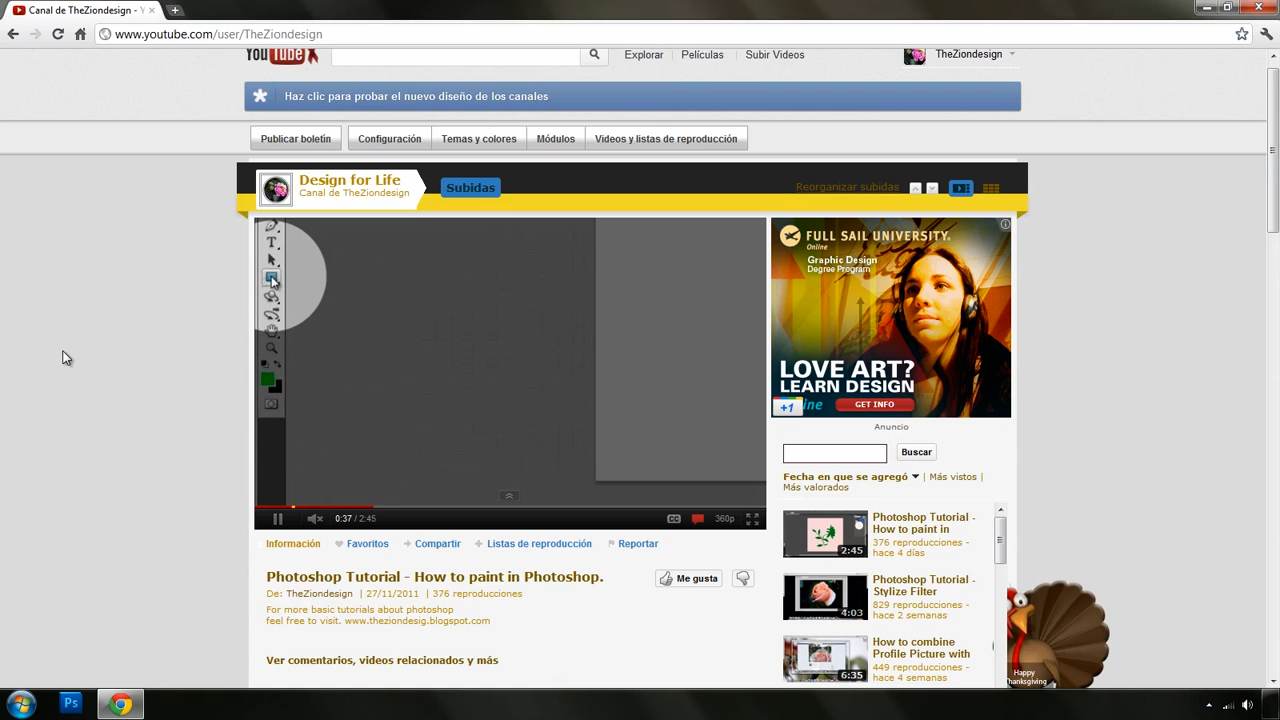 Canal de TheZiondesign - Y
www.youtube.com/user/TheZiondesign
YouTube
Explorar
Películas
Subir Videos
TheZiondesign
Haz clic para probar el nuevo diseño de los canales
Publicar boletín
Configuración
Temas y colores
Módulos
Videos y listas de reproducción
Design for Life
Canal de TheZiondesign
Subidas
Reorganizar subidas
T
FULL SAIL UNIVERSITY.
Online
Graphic Design
Degree Program
LOVE ART?
LEARN DESIGN
+1
GET INFO
Anuncio
Buscar
Fecha en que se agregó | Más vistos |
Más valorados
0:37 / 2:45
CC
360p
Información
Favoritos
Compartir
Listas de reproducción
Reportar
Photoshop Tutorial - How to paint in Photoshop.
Me gusta
De: TheZiondesign | 27/11/2011 | 376 reproducciones
For more basic tutorials about photoshop
feel free to visit. www.theziondesig.blogspot.com
Ver comentarios, videos relacionados y más
2:45
Photoshop Tutorial -
How to paint in
376 reproducciones -
hace 4 días
4:03
Photoshop Tutorial -
Stylize Filter
829 reproducciones -
hace 2 semanas
6:35
How to combine
Profile Picture with
449 reproducciones -
hace 4 semanas
Happy
Thanksgiving
Ps